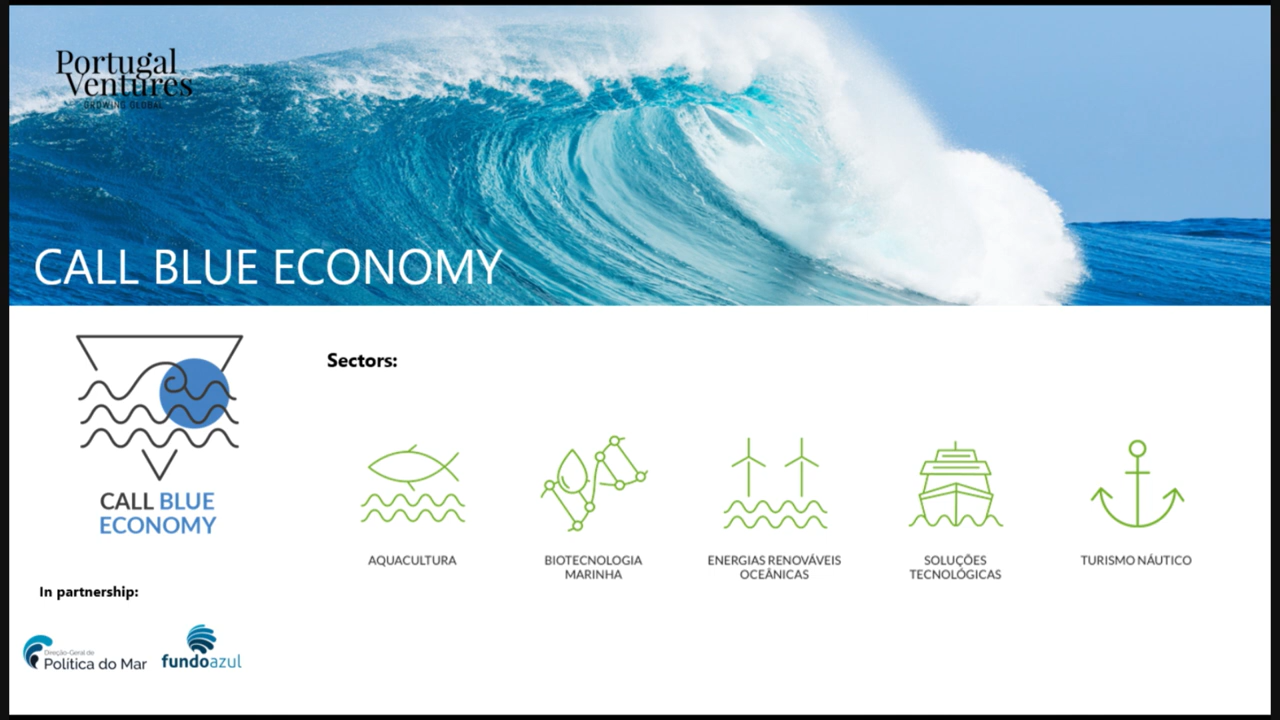 Portugal
Ventures
GROWING GLOBAL
CALL BLUE ECONOMY
CALL BLUE
ECONOMY
Sectors:
AQUACULTURA
BIOTECNOLOGIA
MARINHA
ENERGIAS RENOVÁVEIS
OCEÂNICAS
SOLUÇÕES
TECNOLÓGICAS
TURISMO NÁUTICO
In partnership:
Direção-Geral de
Política do Mar
fundoazul